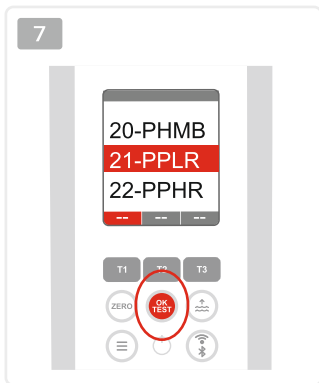 7
20-PHMB
21-PPLR
22-PPHR
-- -- --
T1 T2 T3
ZERO
OK
TEST